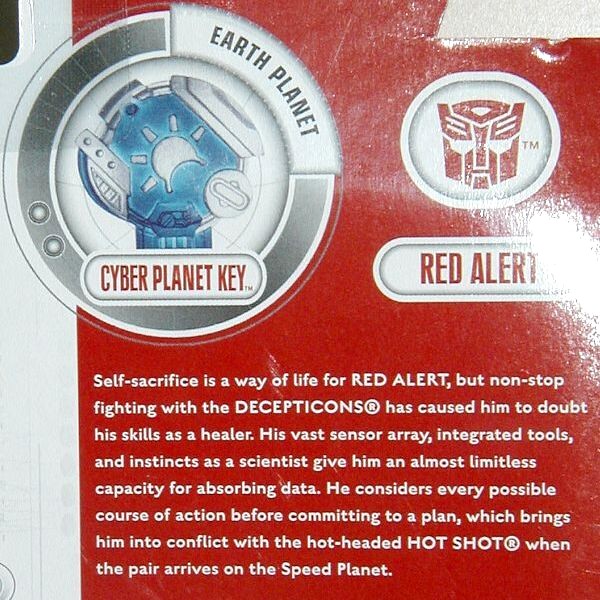 EARTH PLANET
CYBER PLANET KEY™
TM
RED ALERT
Self-sacrifice is a way of life for RED ALERT, but non-stop
fighting with the DECEPTICONS® has caused him to doubt
his skills as a healer. His vast sensor array, integrated tools,
and instincts as a scientist give him an almost limitless
capacity for absorbing data. He considers every possible
course of action before committing to a plan, which brings
him into conflict with the hot-headed HOT SHOT® when
the pair arrives on the Speed Planet.